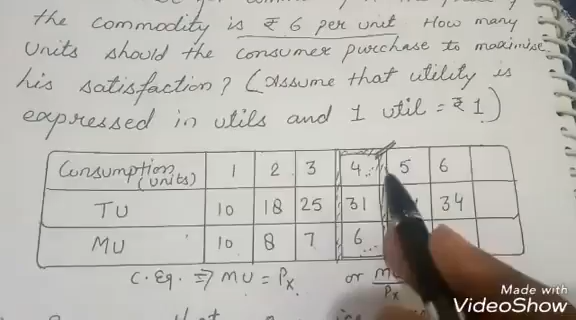 the commodity is ₹ 6 per unit How many
units should the consumer purchase to maximise
his satisfaction? (Assume that utility is
expressed in utils and 1 util = ₹ 1)
Consumption (units) 1 2 3 4 5 6
TU 10 18 25 31 34
MU 10 8 7 6
C. Eq. ⇒ MU = Px or
Px
that
Made with
VideoShow